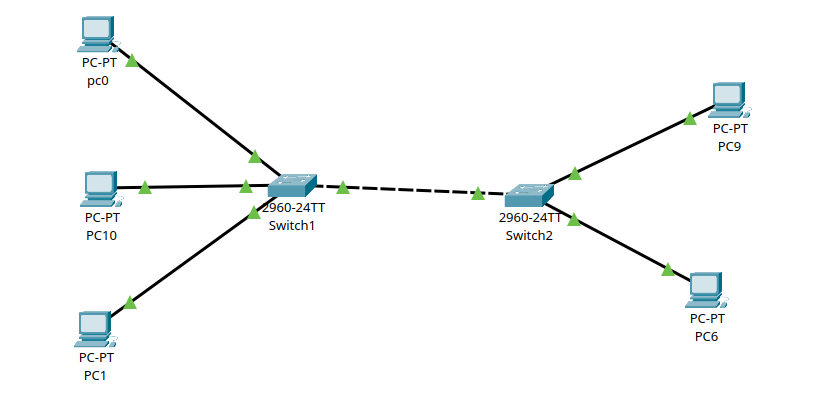 PC-PT
pc0
PC-PT
PC9
PC-PT
PC10
2960-24TT
Switch1
2960-24TT
Switch2
PC-PT
PC6
PC-PT
PC1